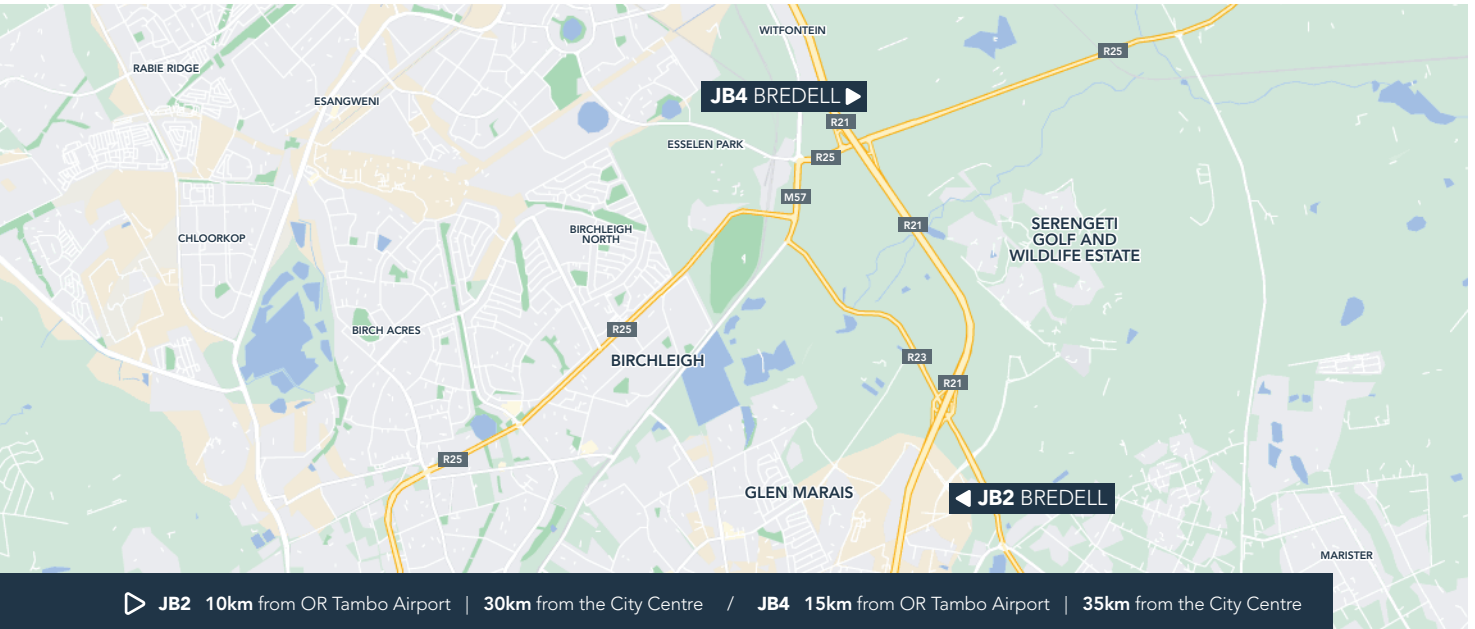 WITFONTEIN
R25
RABIE RIDGE
JB4 BREDELL
ESANGWENI
R21
ESSELEN PARK
R25
M57
R21
SERENGETI
GOLF AND
WILDLIFE ESTATE
BIRCHLEIGH
NORTH
CHLOORKOP
BIRCH ACRES
R25
BIRCHLEIGH
R23
R21
R25
GLEN MARAIS
JB2 BREDELL
MARISTER
JB2 10km from OR Tambo Airport | 30km from the City Centre / JB4 15km from OR Tambo Airport | 35km from the City Centre